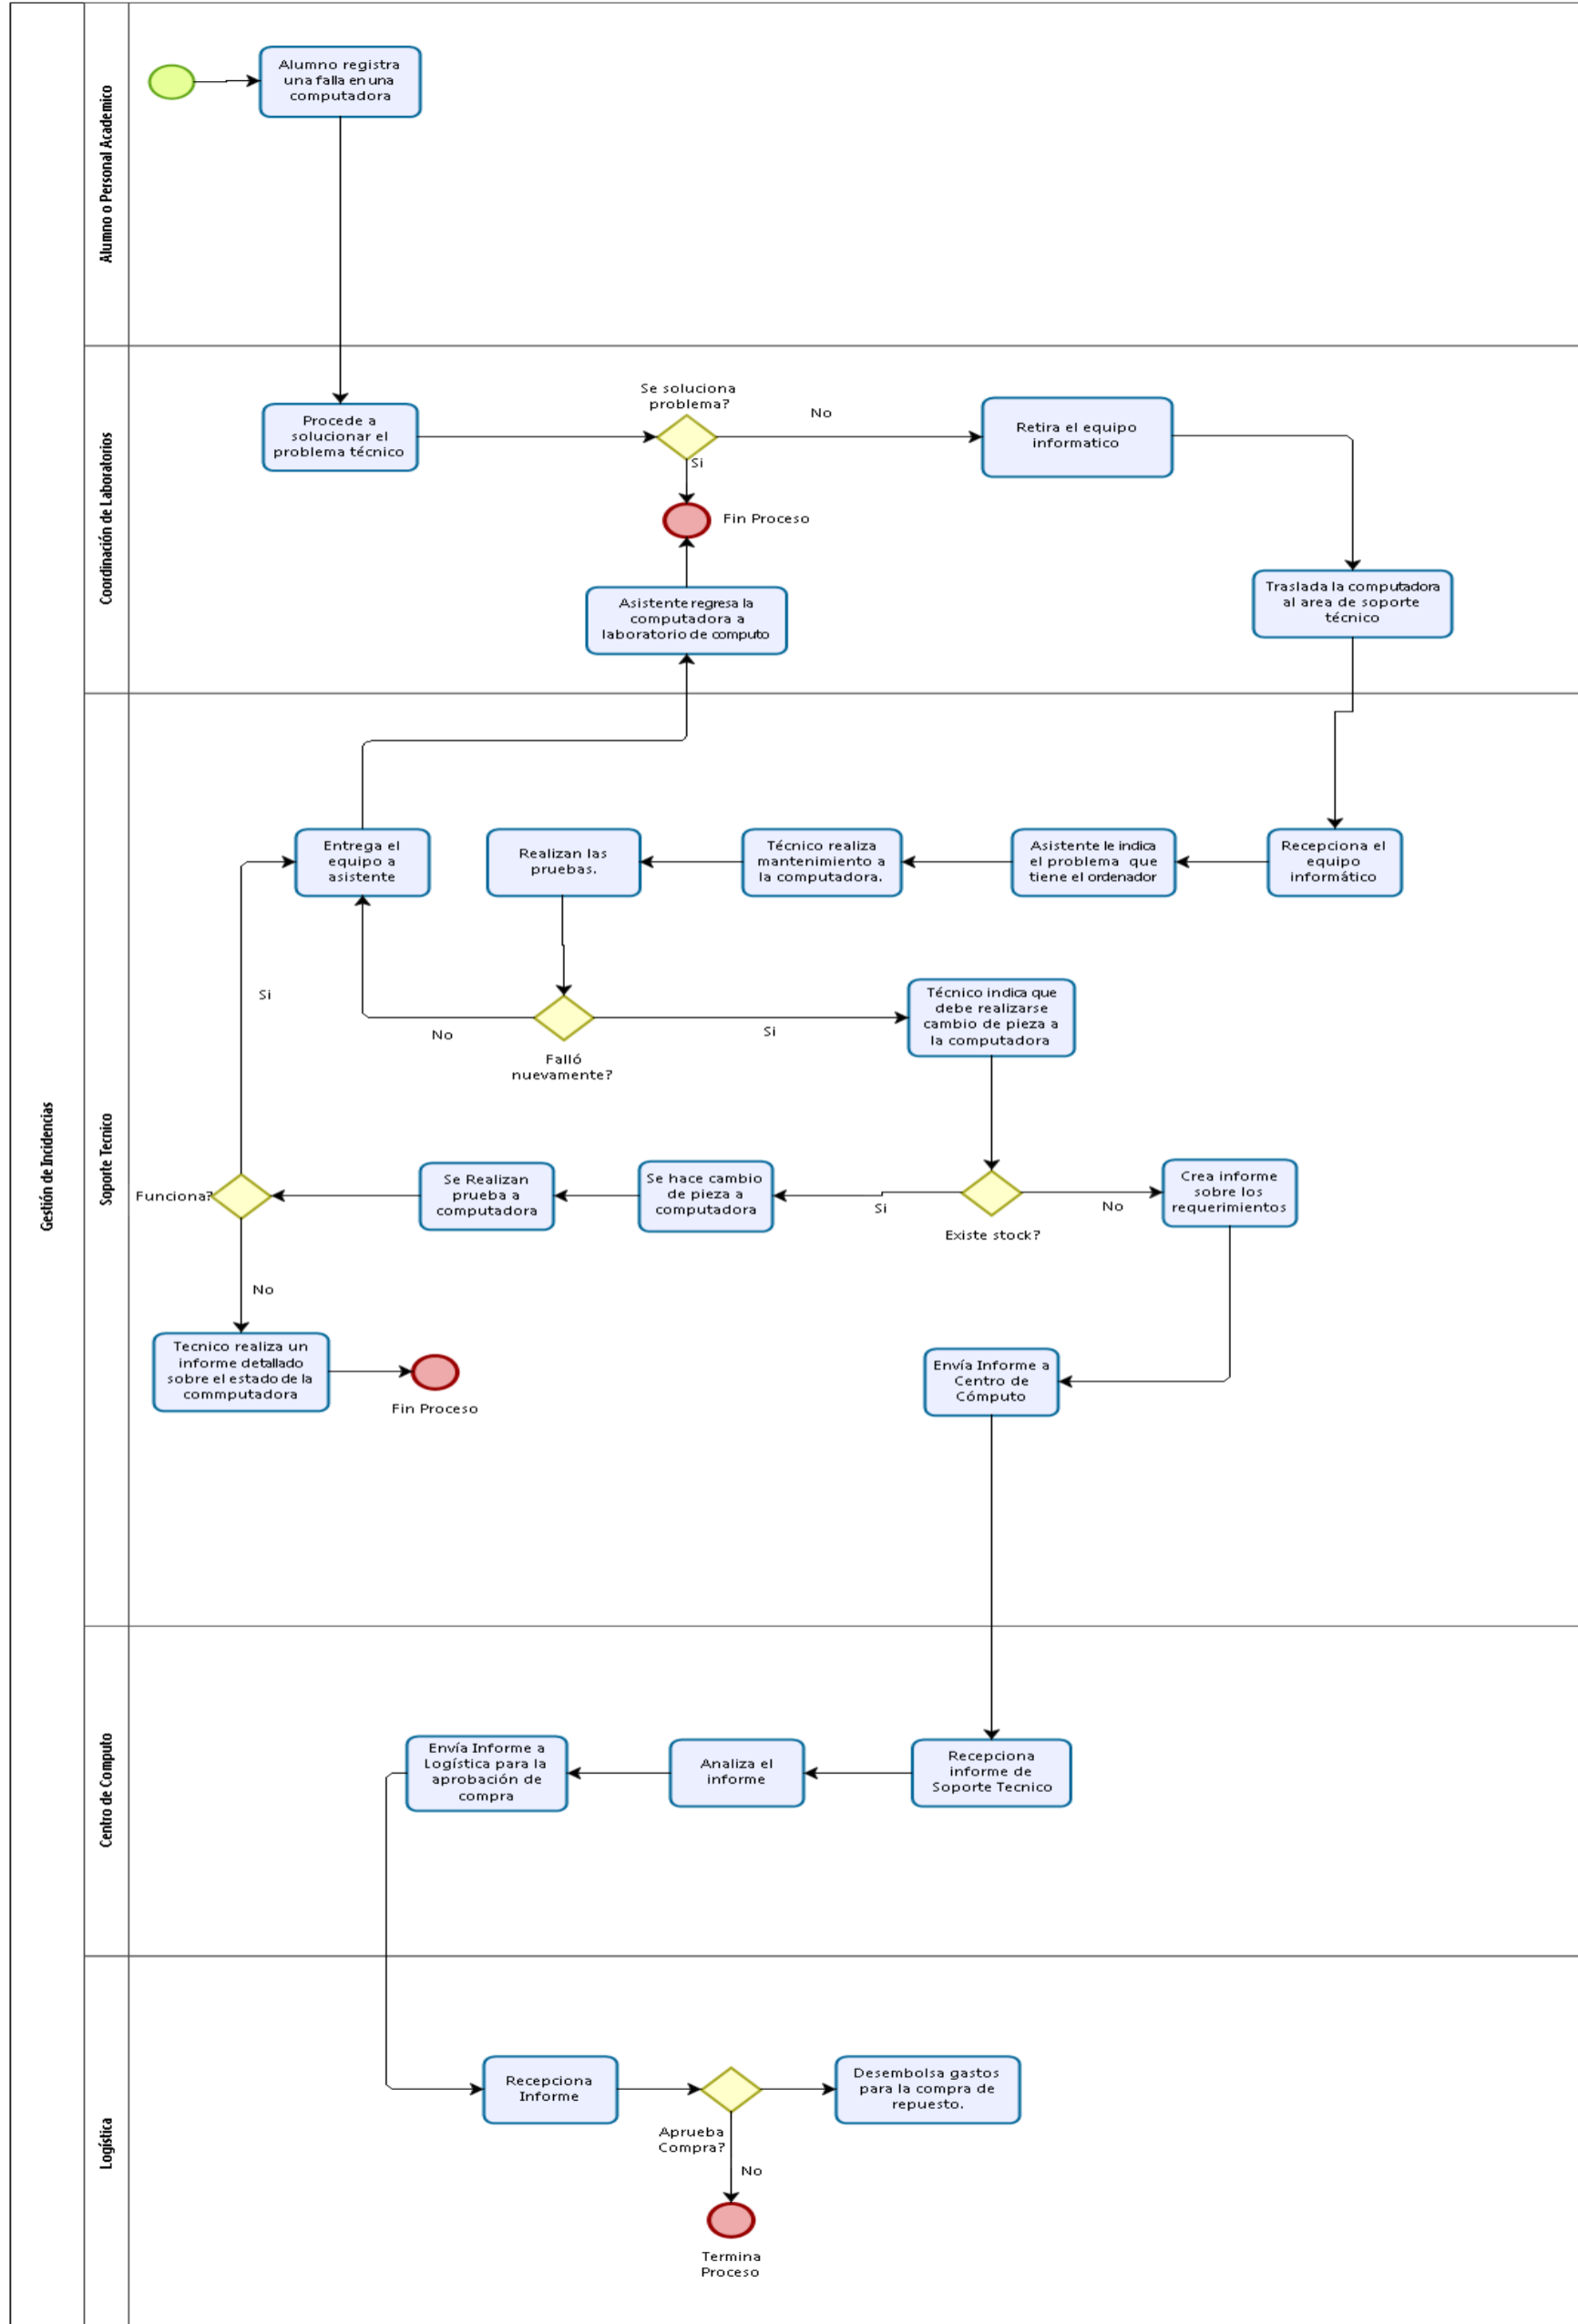 Gestión de Incidencias
Alumno o Personal Academico
Alumno registra
una falla en una
computadora
Coordinación de Laboratorios
Procede a
solucionar el
problema técnico
Se soluciona
problema?
No
Si
Retira el equipo
informatico
Fin Proceso
Asistente regresa la
computadora a
laboratorio de computo
Traslada la computadora
al area de soporte
técnico
Soporte Tecnico
Entrega el
equipo a
asistente
Realizan las
pruebas.
Técnico realiza
mantenimiento a
la computadora.
Asistente le indica
el problema que
tiene el ordenador
Recepciona el
equipo
informático
Si
No
Falló
nuevamente?
Si
Técnico indica que
debe realizarse
cambio de pieza a
la computadora
Funciona?
Se Realizan
prueba a
computadora
Se hace cambio
de pieza a
computadora
Si
Existe stock?
No
Crea informe
sobre los
requerimientos
No
Tecnico realiza un
informe detallado
sobre el estado de la
commputadora
Fin Proceso
Envía Informe a
Centro de
Cómputo
Centro de Computo
Envía Informe a
Logística para la
aprobación de
compra
Analiza el
informe
Recepciona
informe de
Soporte Tecnico
Logística
Recepciona
Informe
Aprueba
Compra?
Desembolsa gastos
para la compra de
repuesto.
No
Termina
Proceso